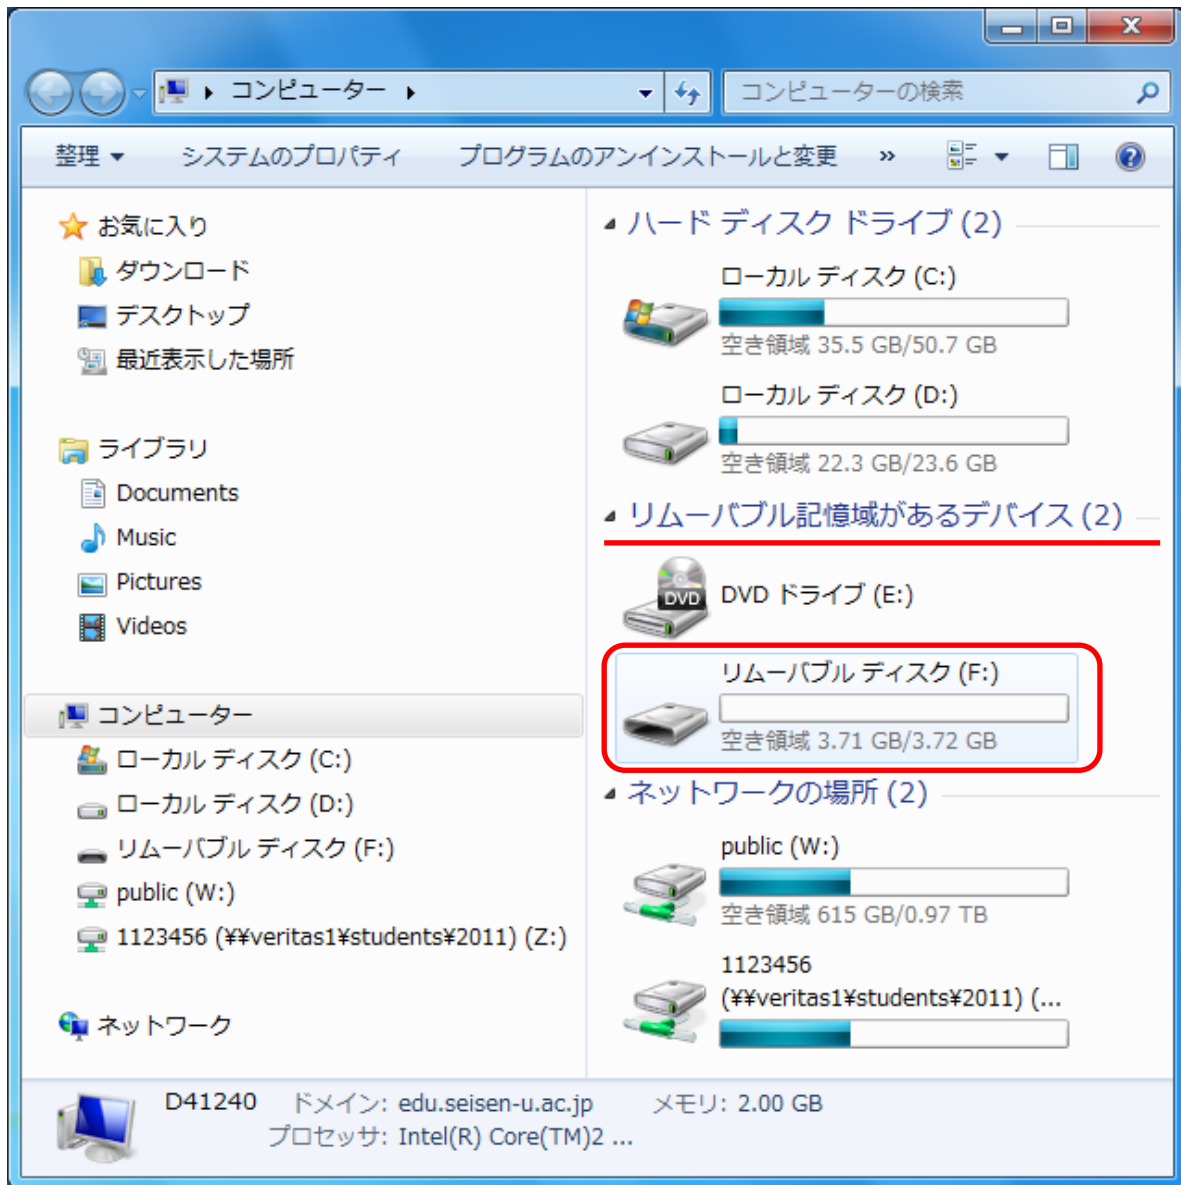 コンピューター
コンピューターの検索
整理 システムのプロパティ プログラムのアンインストールと変更 »
お気に入り
ダウンロード
デスクトップ
最近表示した場所
ライブラリ
Documents
Music
Pictures
Videos
コンピューター
ローカル ディスク (C:)
ローカル ディスク (D:)
リムーバブル ディスク (F:)
public (W:)
1123456 (¥¥veritas1¥students¥2011) (Z:)
ネットワーク
ハード ディスク ドライブ (2)
ローカル ディスク (C:)
空き領域 35.5 GB/50.7 GB
ローカル ディスク (D:)
空き領域 22.3 GB/23.6 GB
リムーバブル記憶域があるデバイス (2)
DVD
DVD ドライブ (E:)
リムーバブル ディスク (F:)
空き領域 3.71 GB/3.72 GB
ネットワークの場所 (2)
public (W:)
空き領域 615 GB/0.97 TB
1123456
(¥¥veritas1¥students¥2011) (...
D41240 ドメイン: edu.seisen-u.ac.jp メモリ: 2.00 GB
プロセッサ: Intel(R) Core(TM)2 ...